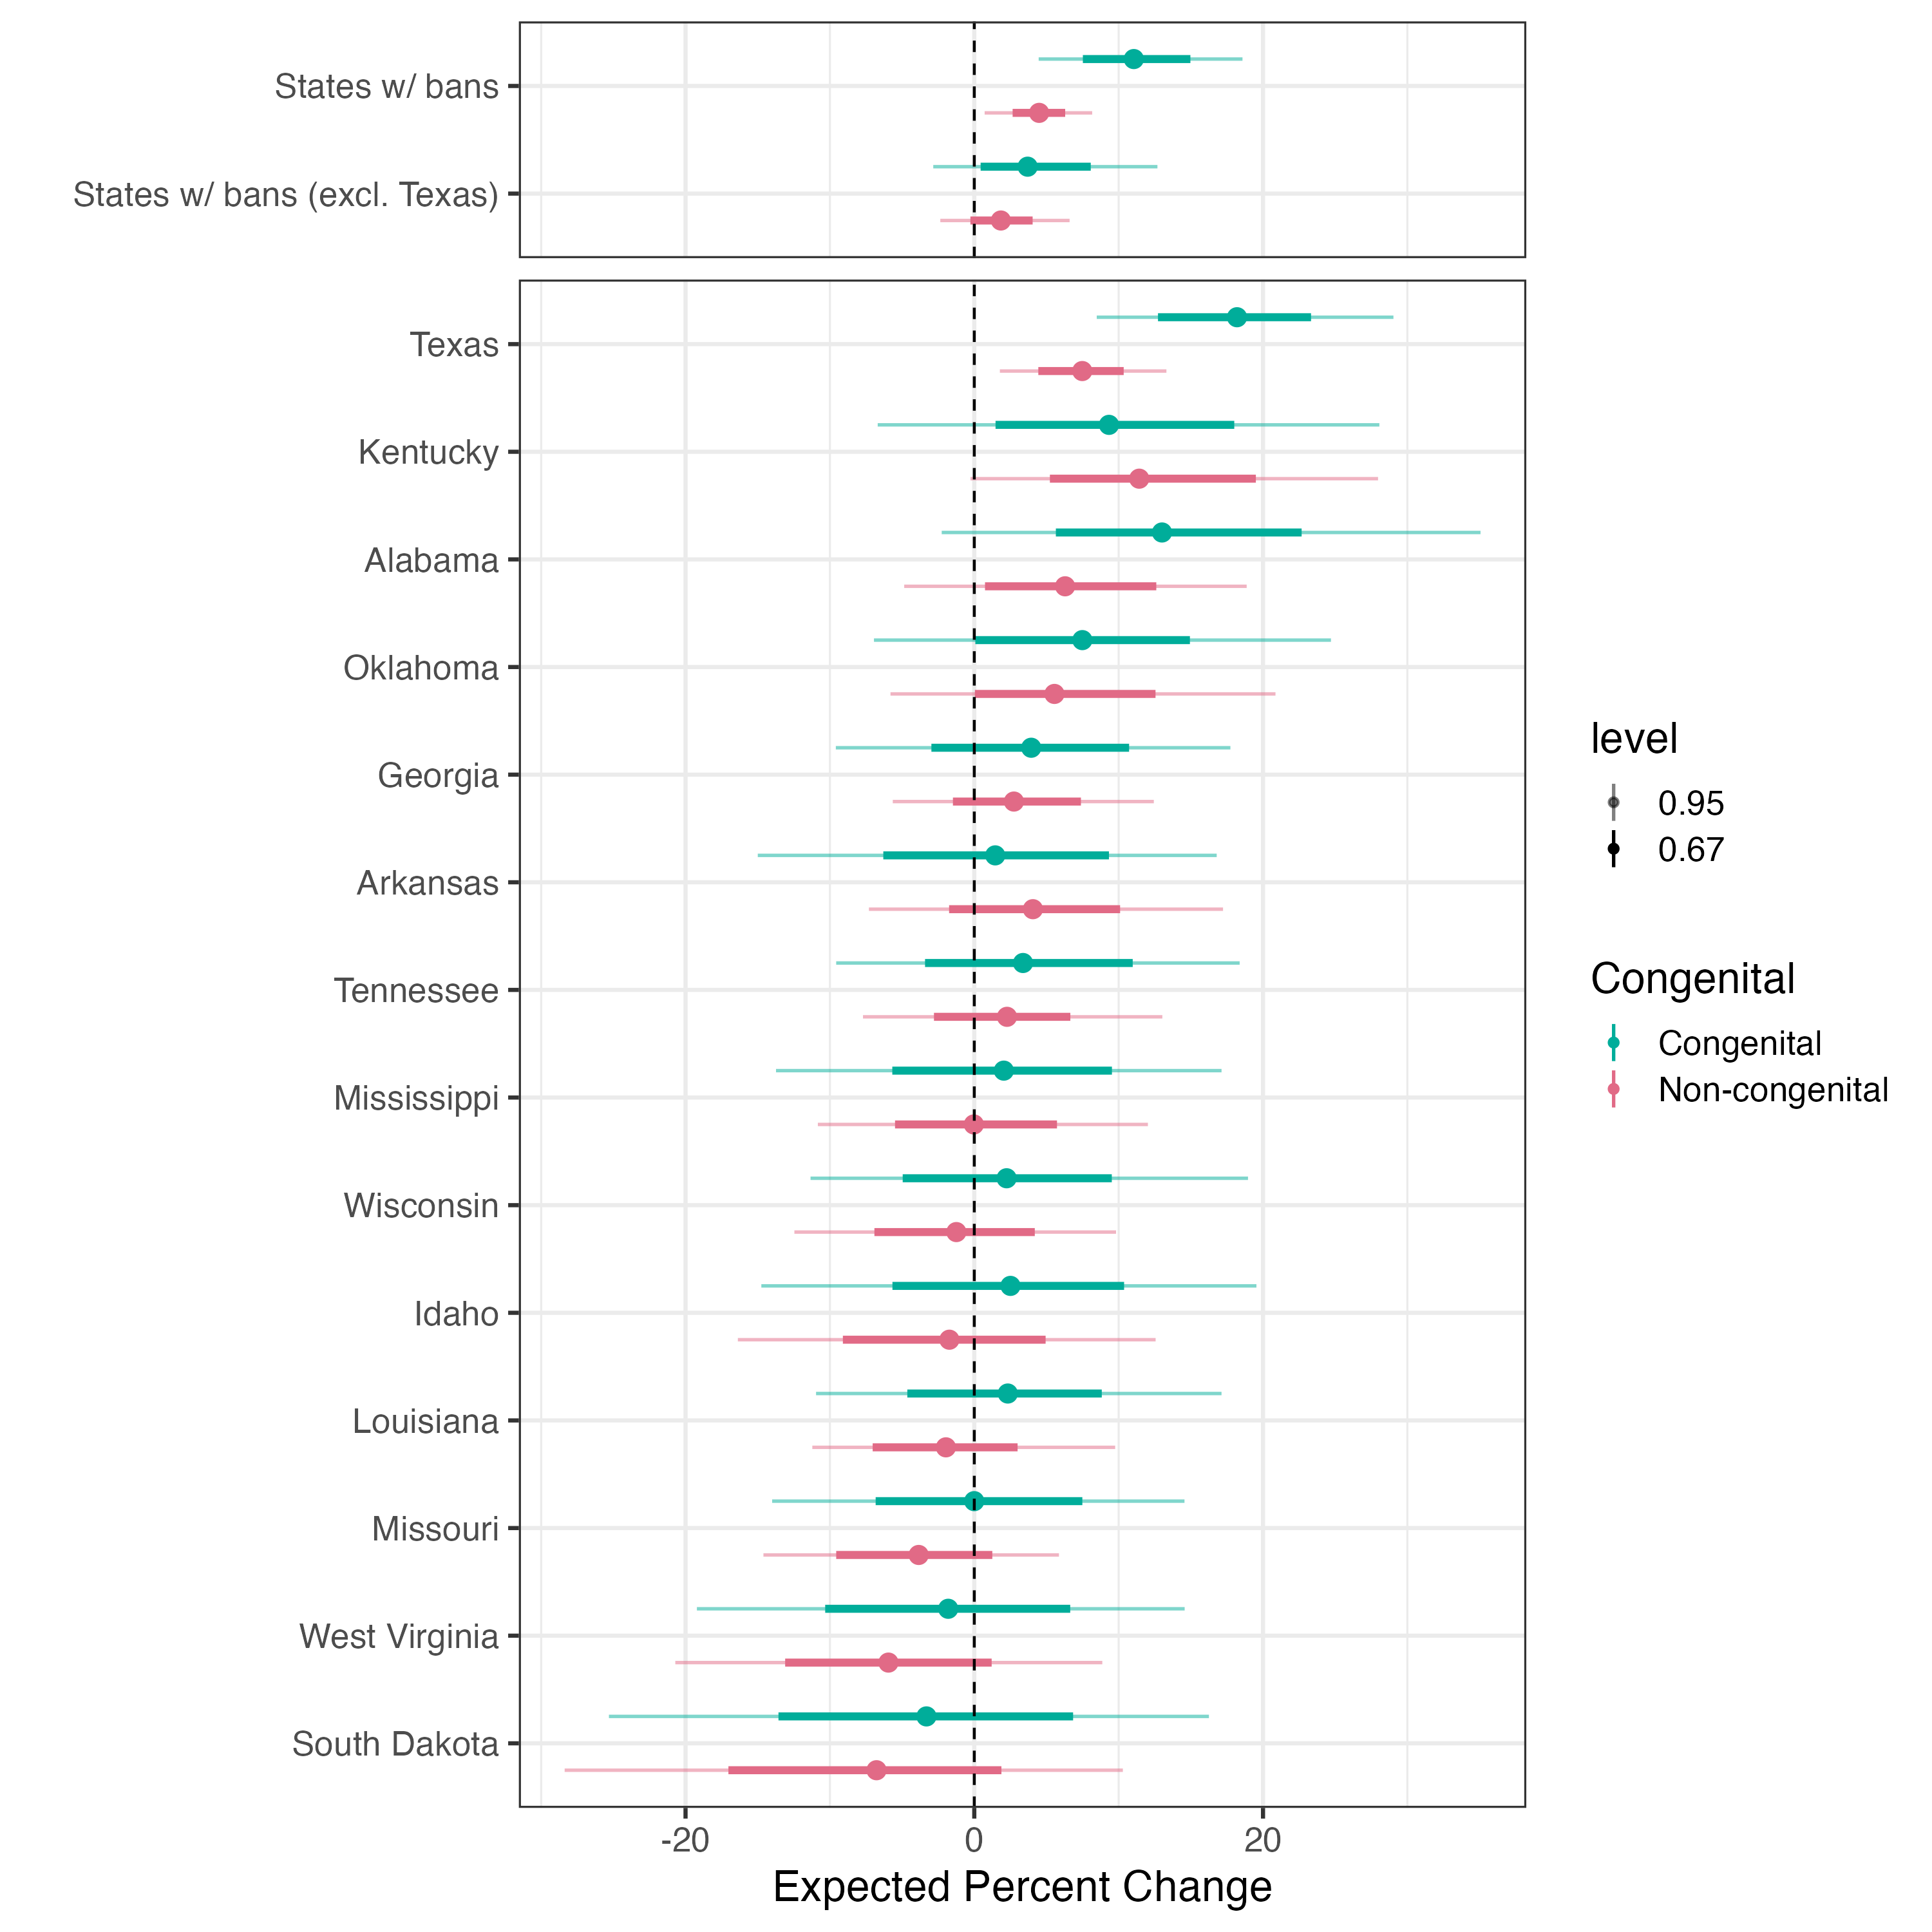 States w/ bans
States w/ bans (excl. Texas)
Texas
Kentucky
Alabama
Oklahoma
Georgia
Arkansas
Tennessee
Mississippi
Wisconsin
Idaho
Louisiana
Missouri
West Virginia
South Dakota
-20 0 20
Expected Percent Change
level
0.95
0.67
Congenital
Congenital
Non-congenital